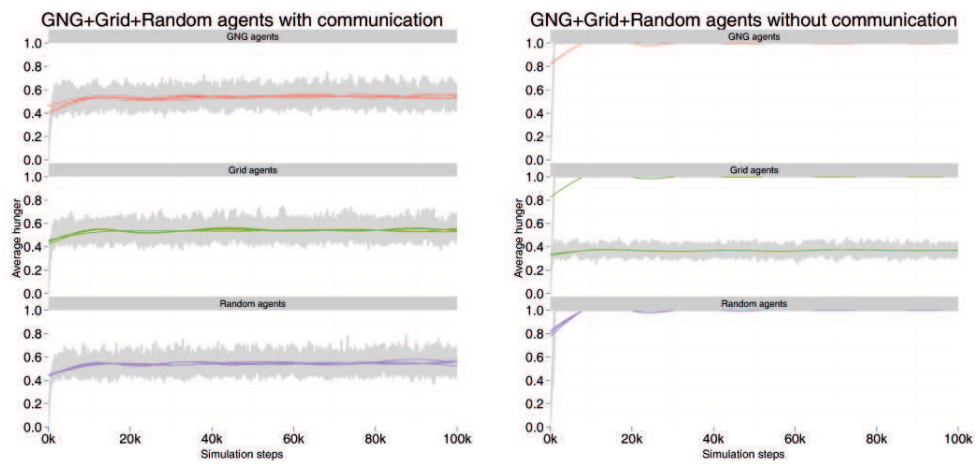 GNG+Grid+Random agents with communication
GNG agents
1.0
0.8
0.6
0.4
0.2
0.0
Grid agents
1.0
0.8
0.6
0.4
0.2
0.0
Average hunger
Random agents
1.0
0.8
0.6
0.4
0.2
0.0
0k 20k 40k 60k 80k 100k
Simulation steps
GNG+Grid+Random agents without communication
GNG agents
1.0
0.8
0.6
0.4
0.2
0.0
Grid agents
1.0
0.8
0.6
0.4
0.2
0.0
Average hunger
Random agents
1.0
0.8
0.6
0.4
0.2
0.0
0k 20k 40k 60k 80k 100k
Simulation steps